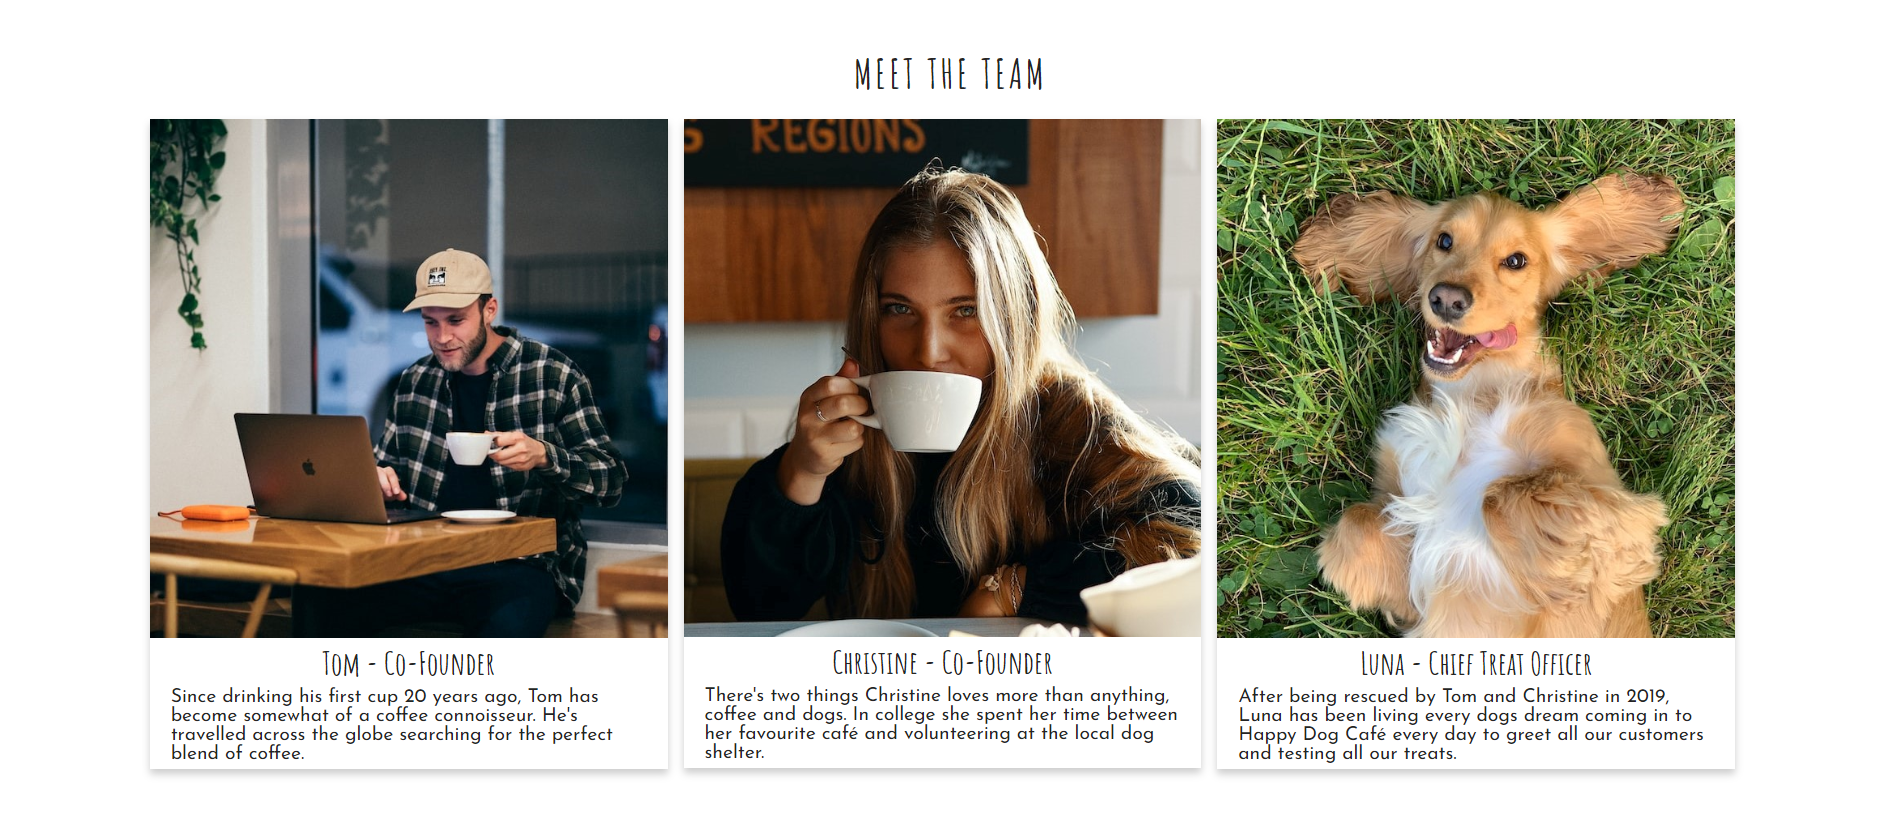 MEET THE TEAM
REGIONS
Tom - Co-Founder
Since drinking his first cup 20 years ago, Tom has
become somewhat of a coffee connoisseur. He's
travelled across the globe searching for the perfect
blend of coffee.
Christine - Co-Founder
There's two things Christine loves more than anything,
coffee and dogs. In college she spent her time between
her favourite café and volunteering at the local dog
shelter.
Luna - Chief Treat Officer
After being rescued by Tom and Christine in 2019,
Luna has been living every dogs dream coming in to
Happy Dog Café every day to greet all our customers
and testing all our treats.